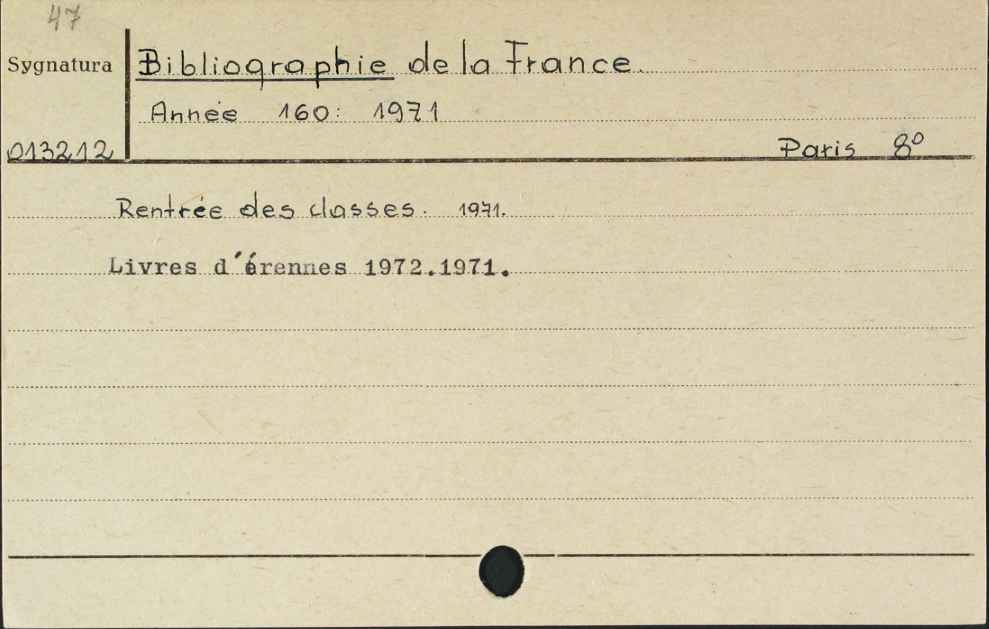 47
Sygnatura
Bibliographie de la France.
Année 160: 1971
013212
Paris 8°
Rentrée des classes. 1971.
Livres d'érennes 1972.1971.